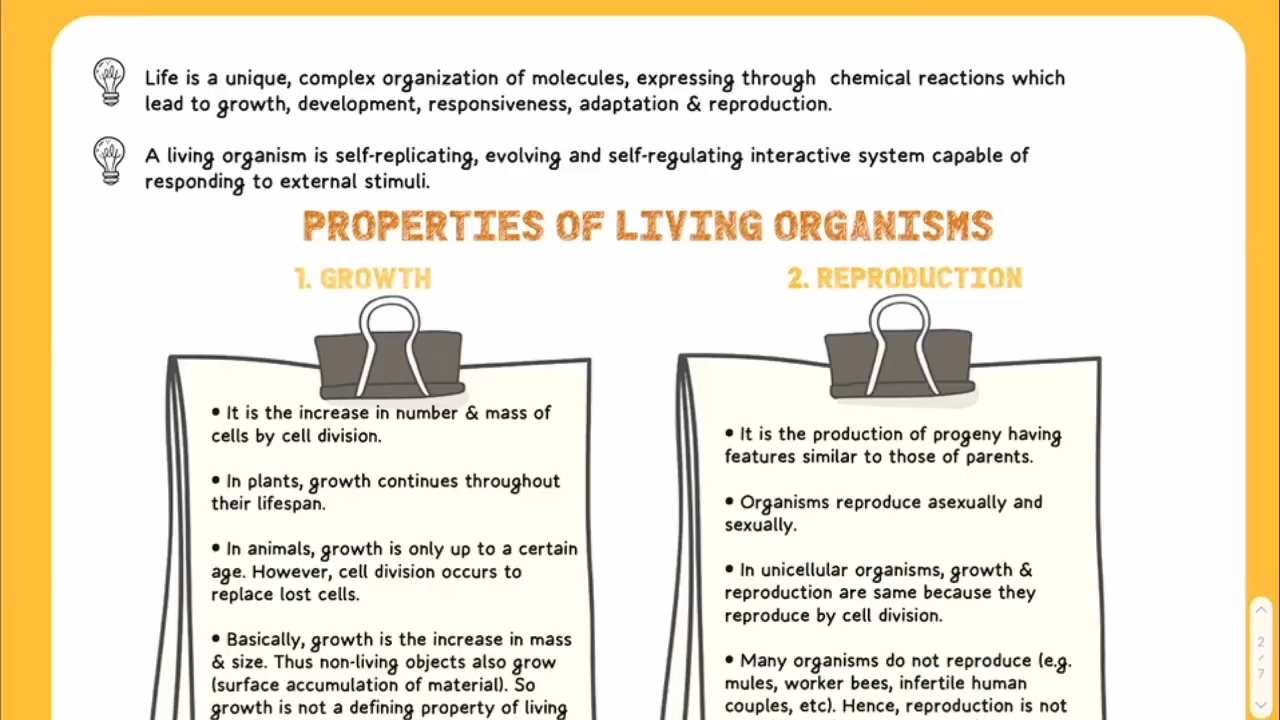 Life is a unique, complex organization of molecules, expressing through chemical reactions which
lead to growth, development, responsiveness, adaptation & reproduction.
A living organism is self-replicating, evolving and self-regulating interactive system capable of
responding to external stimuli.
PROPERTIES OF LIVING ORGANISMS
1. GROWTH
• It is the increase in number & mass of
cells by cell division.
• In plants, growth continues throughout
their lifespan.
• In animals, growth is only up to a certain
age. However, cell division occurs to
replace lost cells.
• Basically, growth is the increase in mass
& size. Thus non-living objects also grow
(surface accumulation of material). So
growth is not a defining property of living
2. REPRODUCTION
• It is the production of progeny having
features similar to those of parents.
• Organisms reproduce asexually and
sexually.
• In unicellular organisms, growth &
reproduction are same because they
reproduce by cell division.
• Many organisms do not reproduce (e.g.
mules, worker bees, infertile human
couples, etc). Hence, reproduction is not
2
/
7